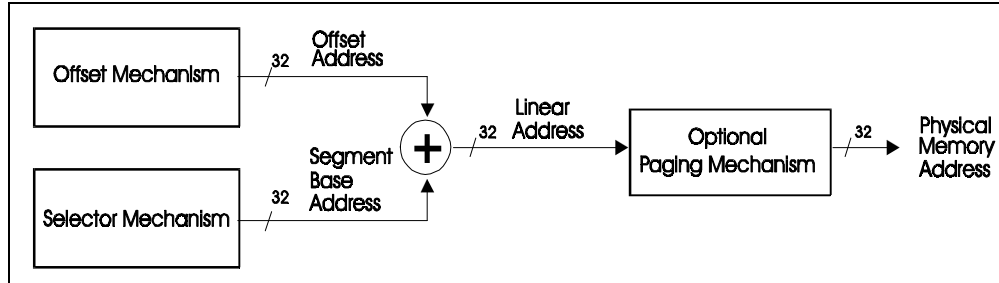 Offset Mechanism
32
Offset
Address
Selector Mechanism
32
Segment
Base
Address
+
32
Linear
Address
Optional
Paging Mechanism
32
Physical
Memory
Address